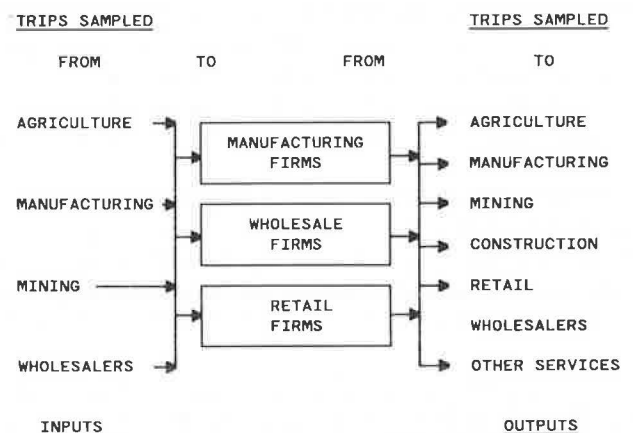 TRIPS SAMPLED
TRIPS SAMPLED
FROM TO FROM TO
AGRICULTURE
MANUFACTURING
MINING
WHOLESALERS
MANUFACTURING
FIRMS
WHOLESALE
FIRMS
RETAIL
FIRMS
AGRICULTURE
MANUFACTURING
MINING
CONSTRUCTION
RETAIL
WHOLESALERS
OTHER SERVICES
INPUTS
OUTPUTS